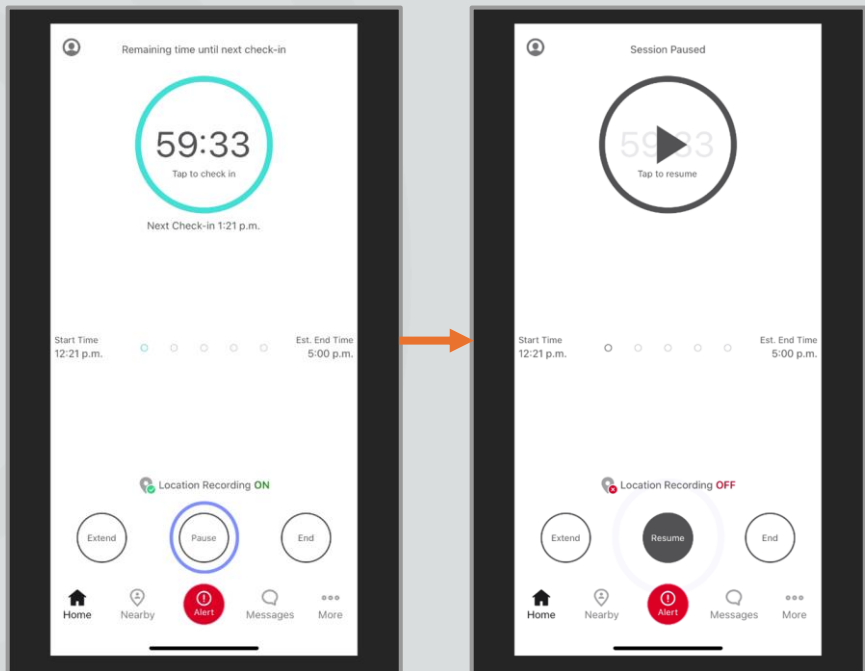 Remaining time until next check-in
59:33
Tap to check in
Next Check-in 1:21 p.m.
Start Time
12:21 p.m.
Est. End Time
5:00 p.m.
Location Recording ON
Extend
Pause
End
Home
Nearby
Alert
Messages
More
Session Paused
59:33
Tap to resume
Start Time
12:21 p.m.
Est. End Time
5:00 p.m.
Location Recording OFF
Extend
Resume
End
Home
Nearby
Alert
Messages
More